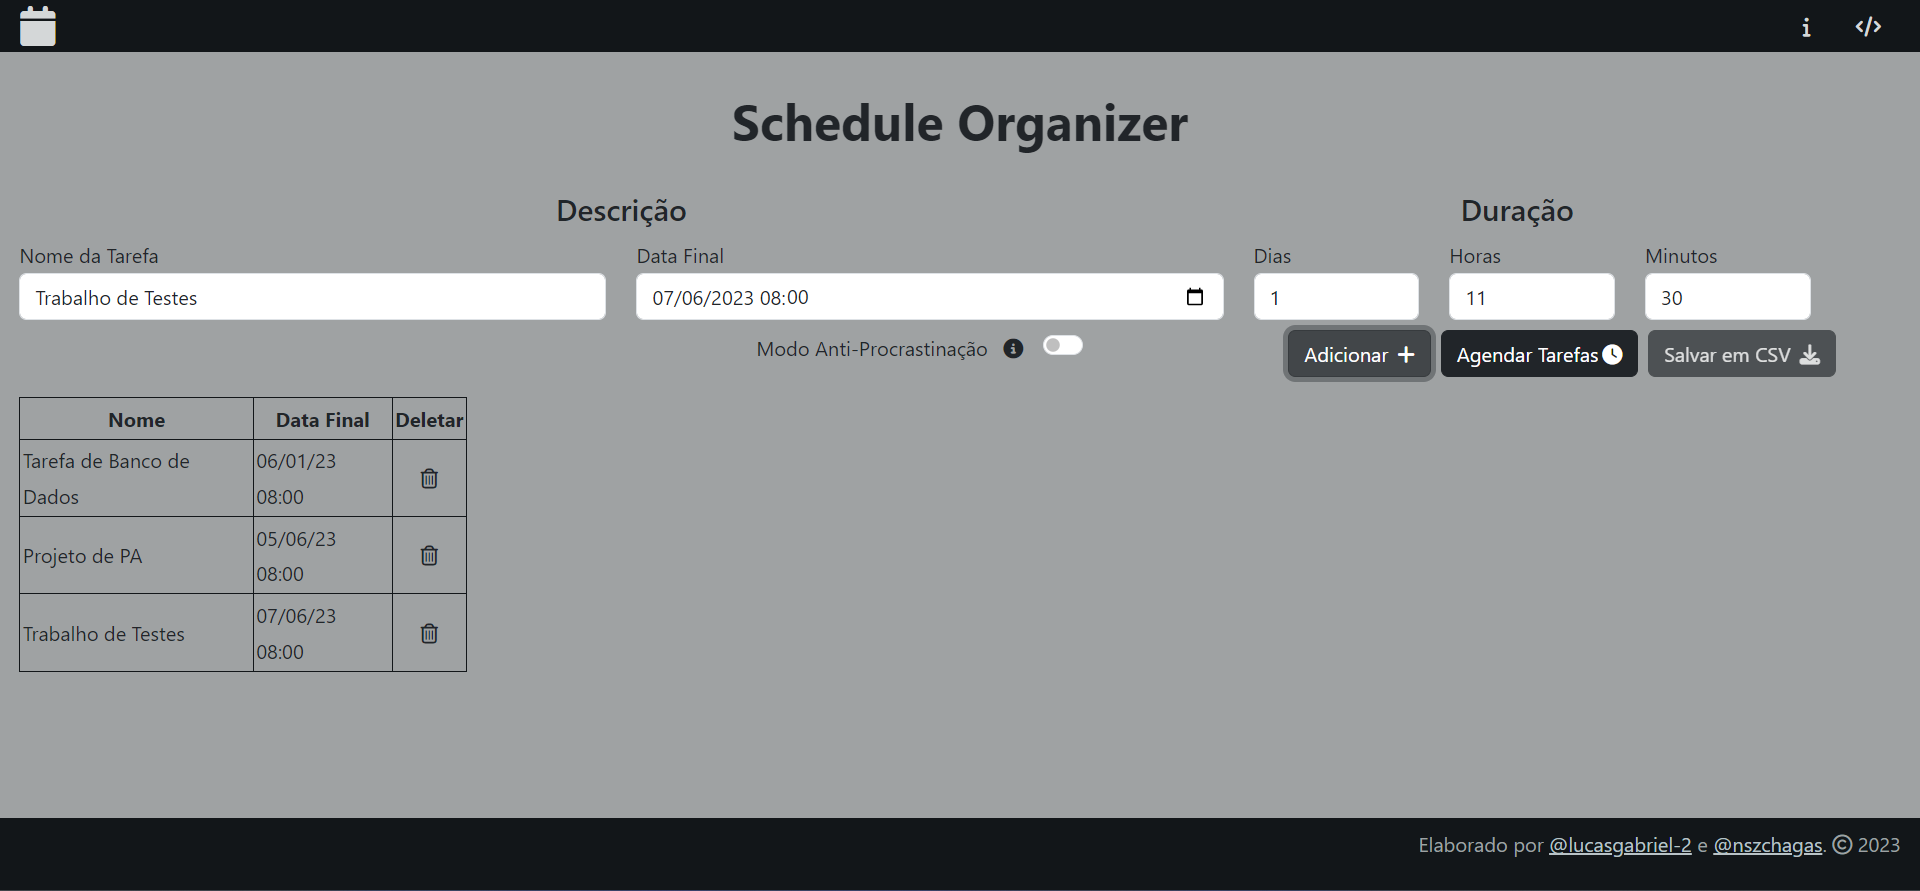 Schedule Organizer
Descrição
Duração
Nome da Tarefa
Data Final
Dias
Horas
Minutos
Trabalho de Testes
07/06/2023 08:00
1
11
30
Modo Anti-Procrastinação
Adicionar
Agendar Tarefas
Salvar em CSV
Nome
Data Final
Deletar
Tarefa de Banco de
Dados
06/01/23
08:00
Projeto de PA
05/06/23
08:00
Trabalho de Testes
07/06/23
08:00
Elaborado por @lucasgabriel-2 e @nszchagas. © 2023